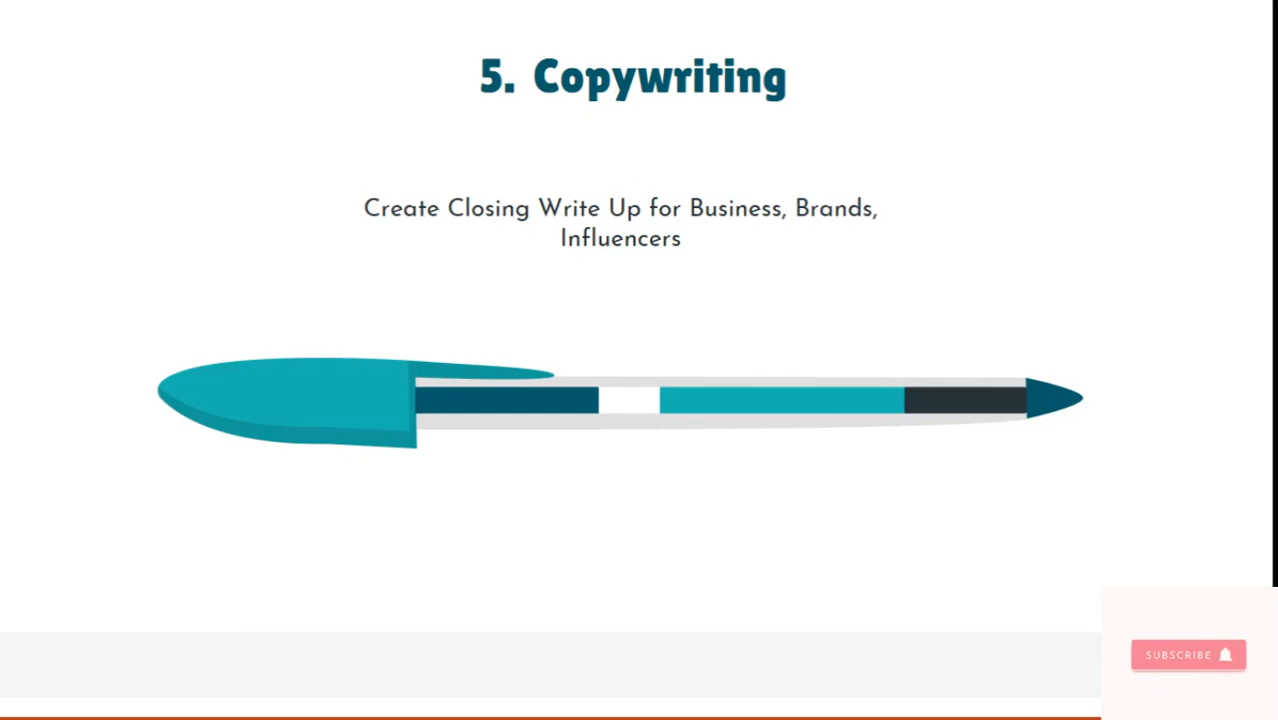 5. Copywriting
Create Closing Write Up for Business, Brands,
Influencers
SUBSCRIBE